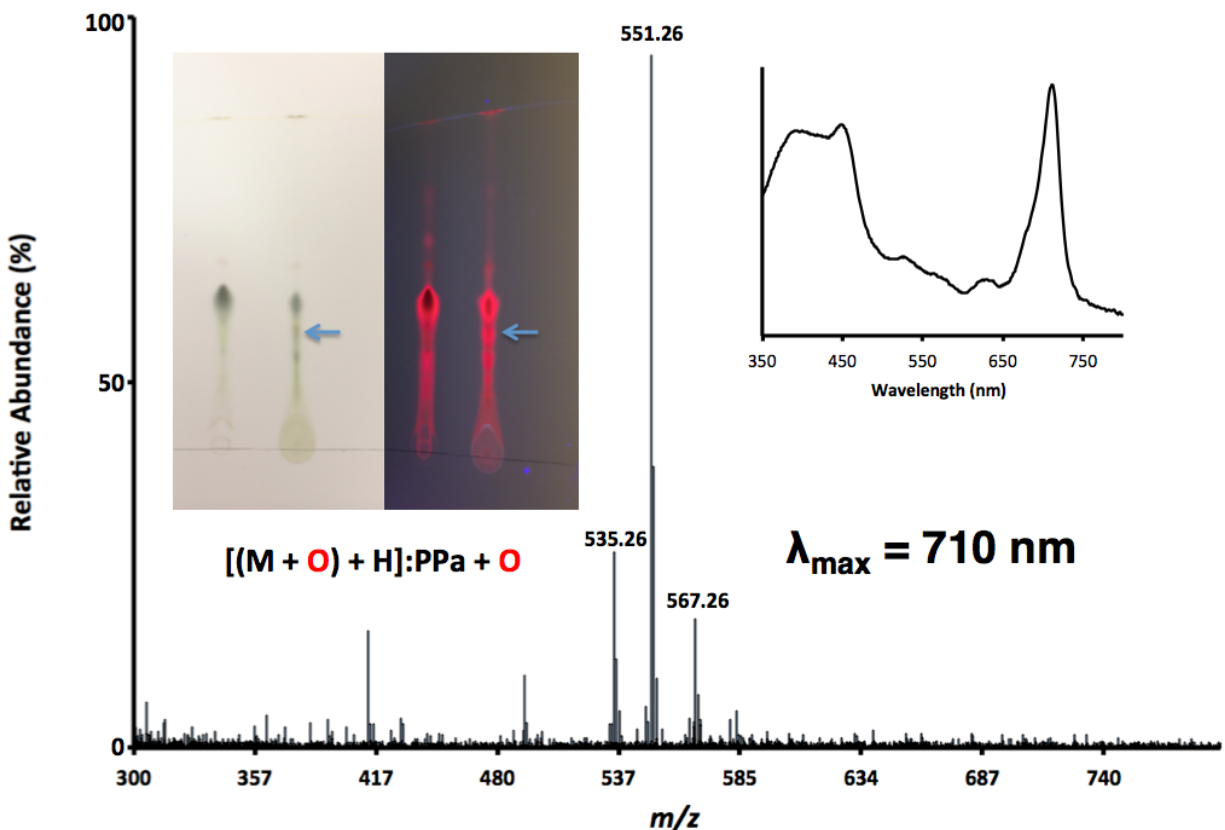 100
551.26
Relative Abundance (%)
50
350 450 550 650 750
Wavelength (nm)
535.26
[(M + O) + H]:PPa + O
λmax = 710 nm
567.26
0
300 357 417 480 537 585 634 687 740
m/z